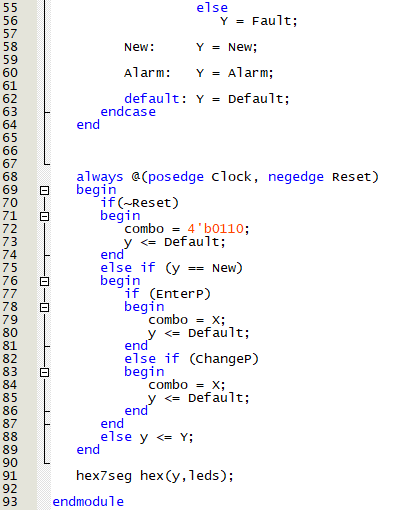 55 else
56 Y = Fault;
57
58 New: Y = New;
59
60 Alarm: Y = Alarm;
61
62 default: Y = Default;
63 endcase
64 end
65
66
67
68 always @(posedge Clock, negedge Reset)
69 begin
70 if(~Reset)
71 begin
72 combo = 4'b0110;
73 y <= Default;
74 end
75 else if (y == New)
76 begin
77 if (EnterP)
78 begin
79 combo = X;
80 y <= Default;
81 end
82 else if (ChangeP)
83 begin
84 combo = X;
85 y <= Default;
86 end
87 end
88 else y <= Y;
89 end
90
91 hex7seg hex(y,leds);
92
93 endmodule